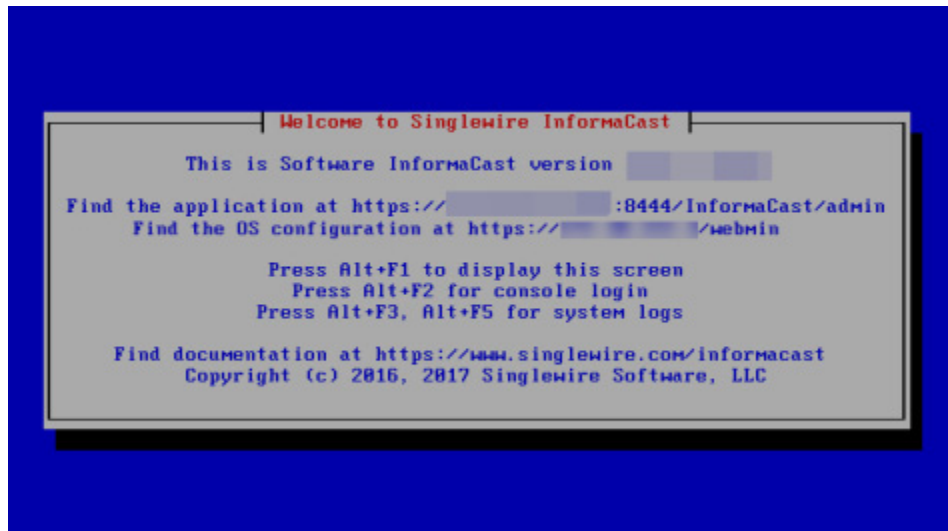 Welcome to Singlewire InformaCast
This is Software InformaCast version
Find the application at https:// :8444/InformaCast/admin
Find the OS configuration at https:// /webmin
Press Alt+F1 to display this screen
Press Alt+F2 for console login
Press Alt+F3, Alt+F5 for system logs
Find documentation at https://www.singlewire.com/informacast
Copyright (c) 2016, 2017 Singlewire Software, LLC